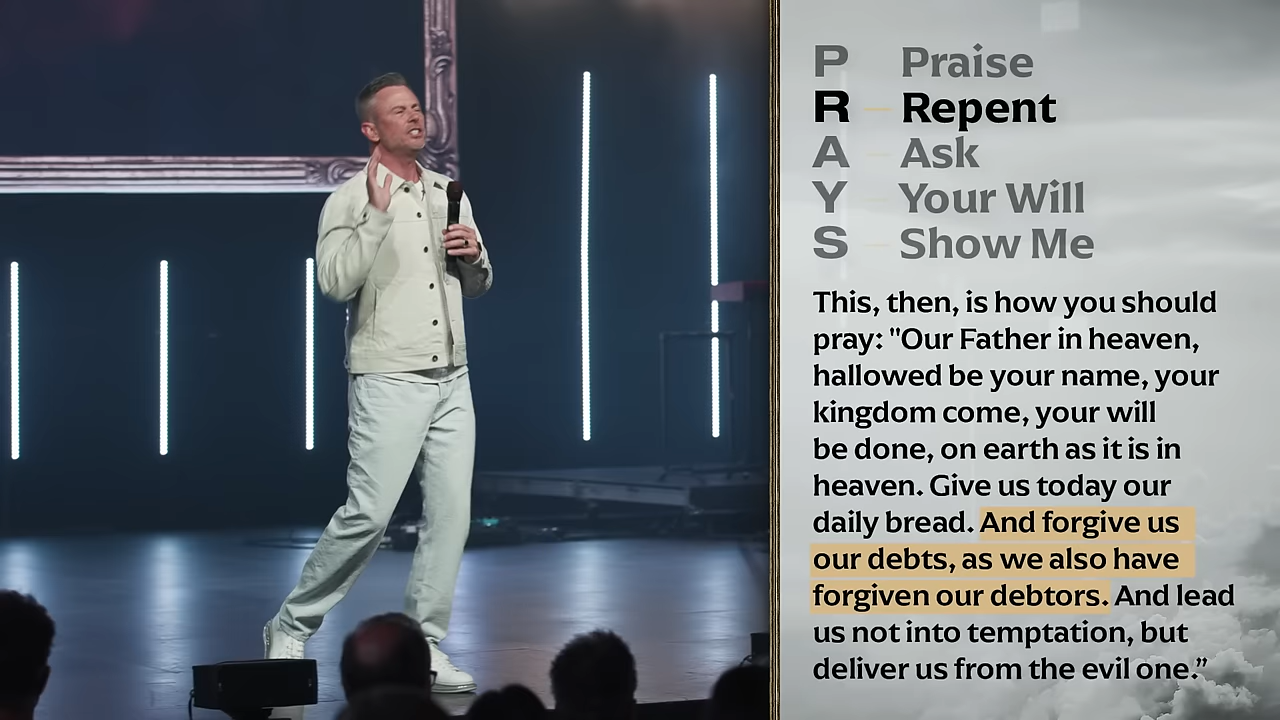 P — Praise
R — Repent
A — Ask
Y — Your Will
S — Show Me
This, then, is how you should
pray: "Our Father in heaven,
hallowed be your name, your
kingdom come, your will
be done, on earth as it is in
heaven. Give us today our
daily bread. And forgive us
our debts, as we also have
forgiven our debtors. And lead
us not into temptation, but
deliver us from the evil one.”